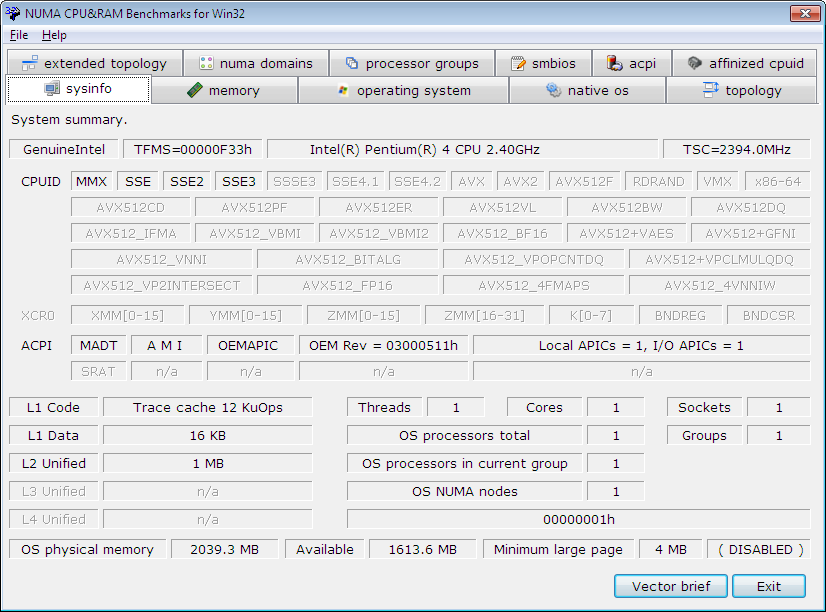 NUMA CPU&RAM Benchmarks for Win32
File Help
extended topology numa domains processor groups smbios acpi affinized cpuid
sysinfo memory operating system native os topology
System summary.
GenuineIntel TFMS=00000F33h Intel(R) Pentium(R) 4 CPU 2.40GHz TSC=2394.0MHz
CPUID MMX SSE SSE2 SSE3 SSSE3 SSE4.1 SSE4.2 AVX AVX2 AVX512F RDRAND VMX x86-64
AVX512CD AVX512PF AVX512ER AVX512VL AVX512BW AVX512DQ
AVX512_IFMA AVX512_VBMI AVX512_VBMI2 AVX512_BF16 AVX512+VAES AVX512+GFNI
AVX512_VNNI AVX512_BITALG AVX512_VPOPCNTDQ AVX512+VPCLMULQDQ
AVX512_VP2INTERSECT AVX512_FP16 AVX512_4FMAPS AVX512_4VNNIW
XCR0 XMM[0-15] YMM[0-15] ZMM[0-15] ZMM[16-31] K[0-7] BNDREG BNDCSR
ACPI MADT A M I OEMAPIC OEM Rev = 03000511h Local APICs = 1, I/O APICs = 1
SRAT n/a n/a n/a n/a
L1 Code Trace cache 12 KuOps Threads 1 Cores 1 Sockets 1
L1 Data 16 KB OS processors total 1 Groups 1
L2 Unified 1 MB OS processors in current group 1
L3 Unified n/a OS NUMA nodes 1
L4 Unified n/a 00000001h
OS physical memory 2039.3 MB Available 1613.6 MB Minimum large page 4 MB ( DISABLED )
Vector brief Exit